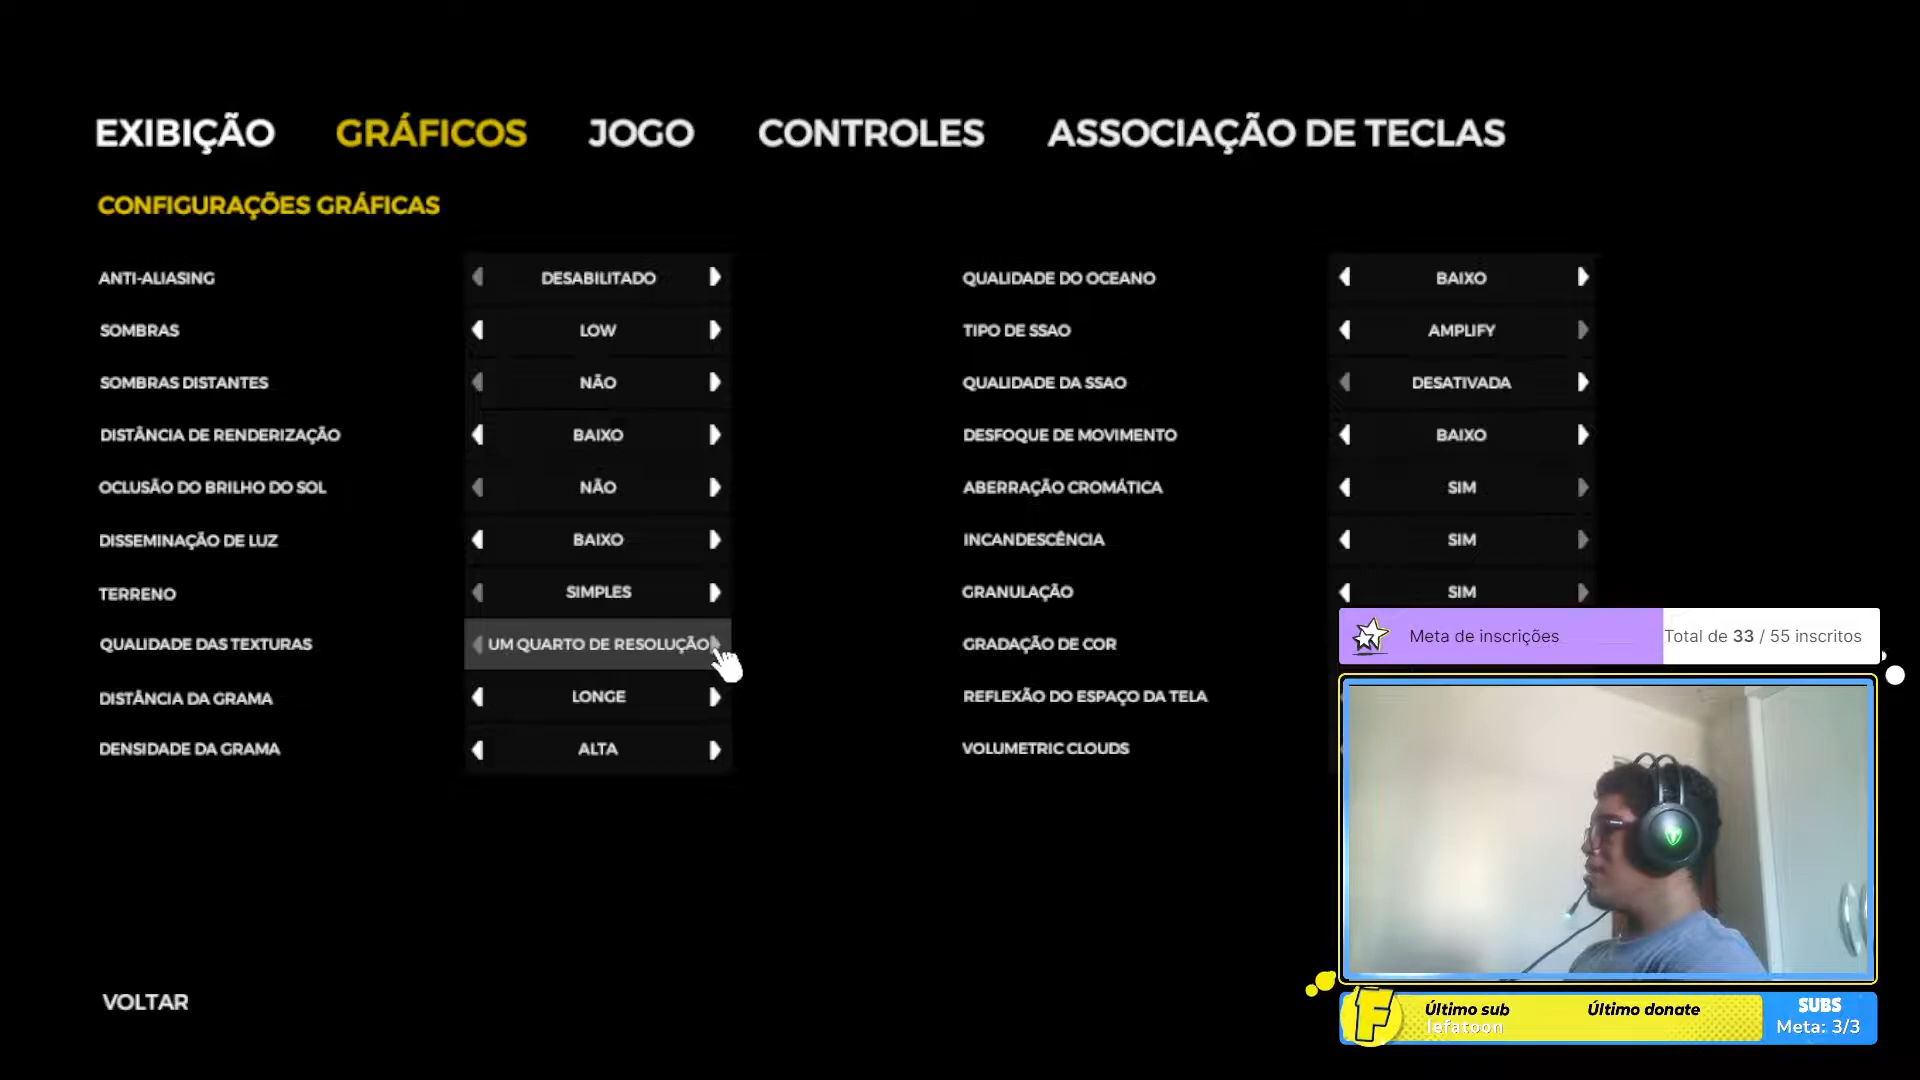 EXIBIÇÃO GRÁFICOS JOGO CONTROLES ASSOCIAÇÃO DE TECLAS
CONFIGURAÇÕES GRÁFICAS
ANTI-ALIASING DESABILITADO
SOMBRAS LOW
SOMBRAS DISTANTES NÃO
DISTÂNCIA DE RENDERIZAÇÃO BAIXO
OCLUSÃO DO BRILHO DO SOL NÃO
DISSEMINAÇÃO DE LUZ BAIXO
TERRENO SIMPLES
QUALIDADE DAS TEXTURAS UM QUARTO DE RESOLUÇÃO
DISTÂNCIA DA GRAMA LONGE
DENSIDADE DA GRAMA ALTA
QUALIDADE DO OCEANO BAIXO
TIPO DE SSAO AMPLIFY
QUALIDADE DA SSAO DESATIVADA
DESFOQUE DE MOVIMENTO BAIXO
ABERRAÇÃO CROMÁTICA SIM
INCANDESCÊNCIA SIM
GRANULAÇÃO SIM
GRADAÇÃO DE COR
REFLEXÃO DO ESPAÇO DA TELA
VOLUMETRIC CLOUDS
Meta de inscrições Total de 33 / 55 inscritos
VOLTAR
F
Último sub Último donate SUBS
lefatoon Meta: 3/3